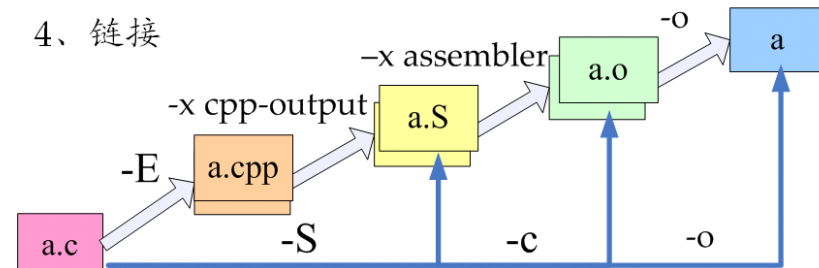 4、链接
-o
a
–x assembler
a.o
-x cpp-output
a.S
-E
a.cpp
a.c
-S
-c
-o